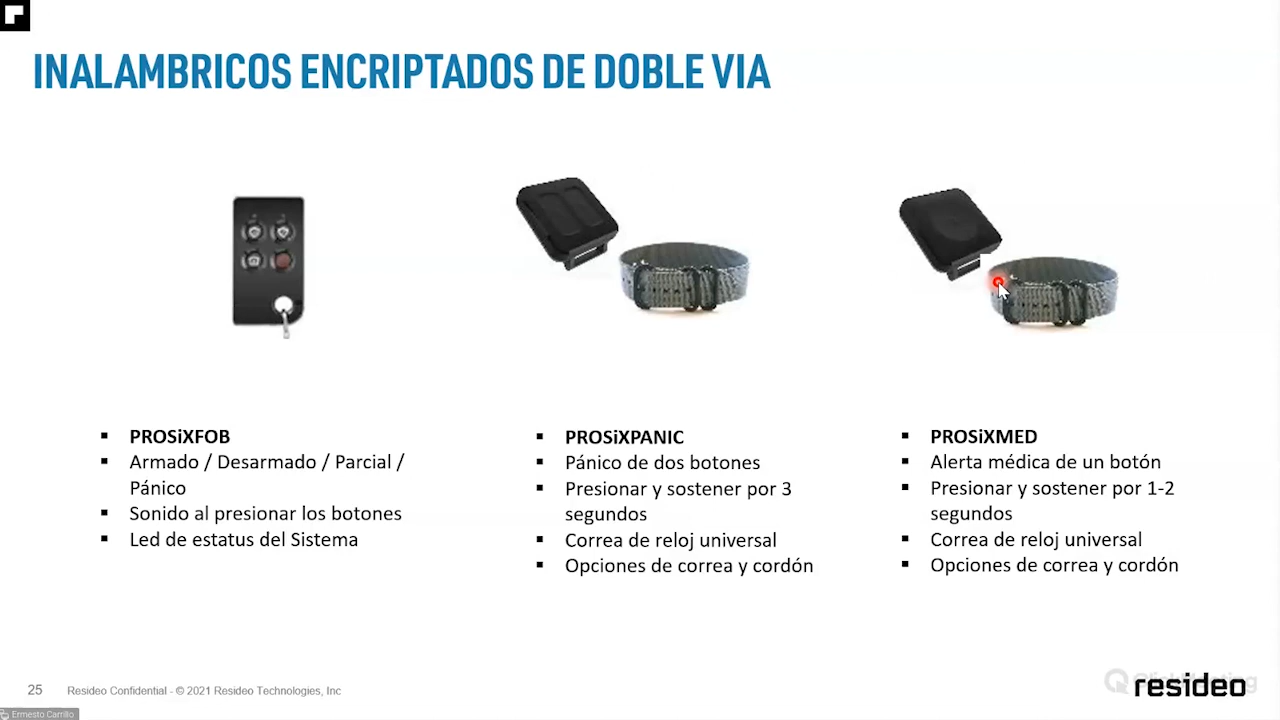 INALAMBRICOS ENCRIPTADOS DE DOBLE VIA
PROSiXFOB
Armado / Desarmado / Parcial /
Pánico
Sonido al presionar los botones
Led de estatus del Sistema
PROSiXPANIC
Pánico de dos botones
Presionar y sostener por 3
segundos
Correa de reloj universal
Opciones de correa y cordón
PROSiXMED
Alerta médica de un botón
Presionar y sostener por 1-2
segundos
Correa de reloj universal
Opciones de correa y cordón
25
Resideo Confidential - © 2021 Resideo Technologies, Inc
resideo
Ermesto Carrillo